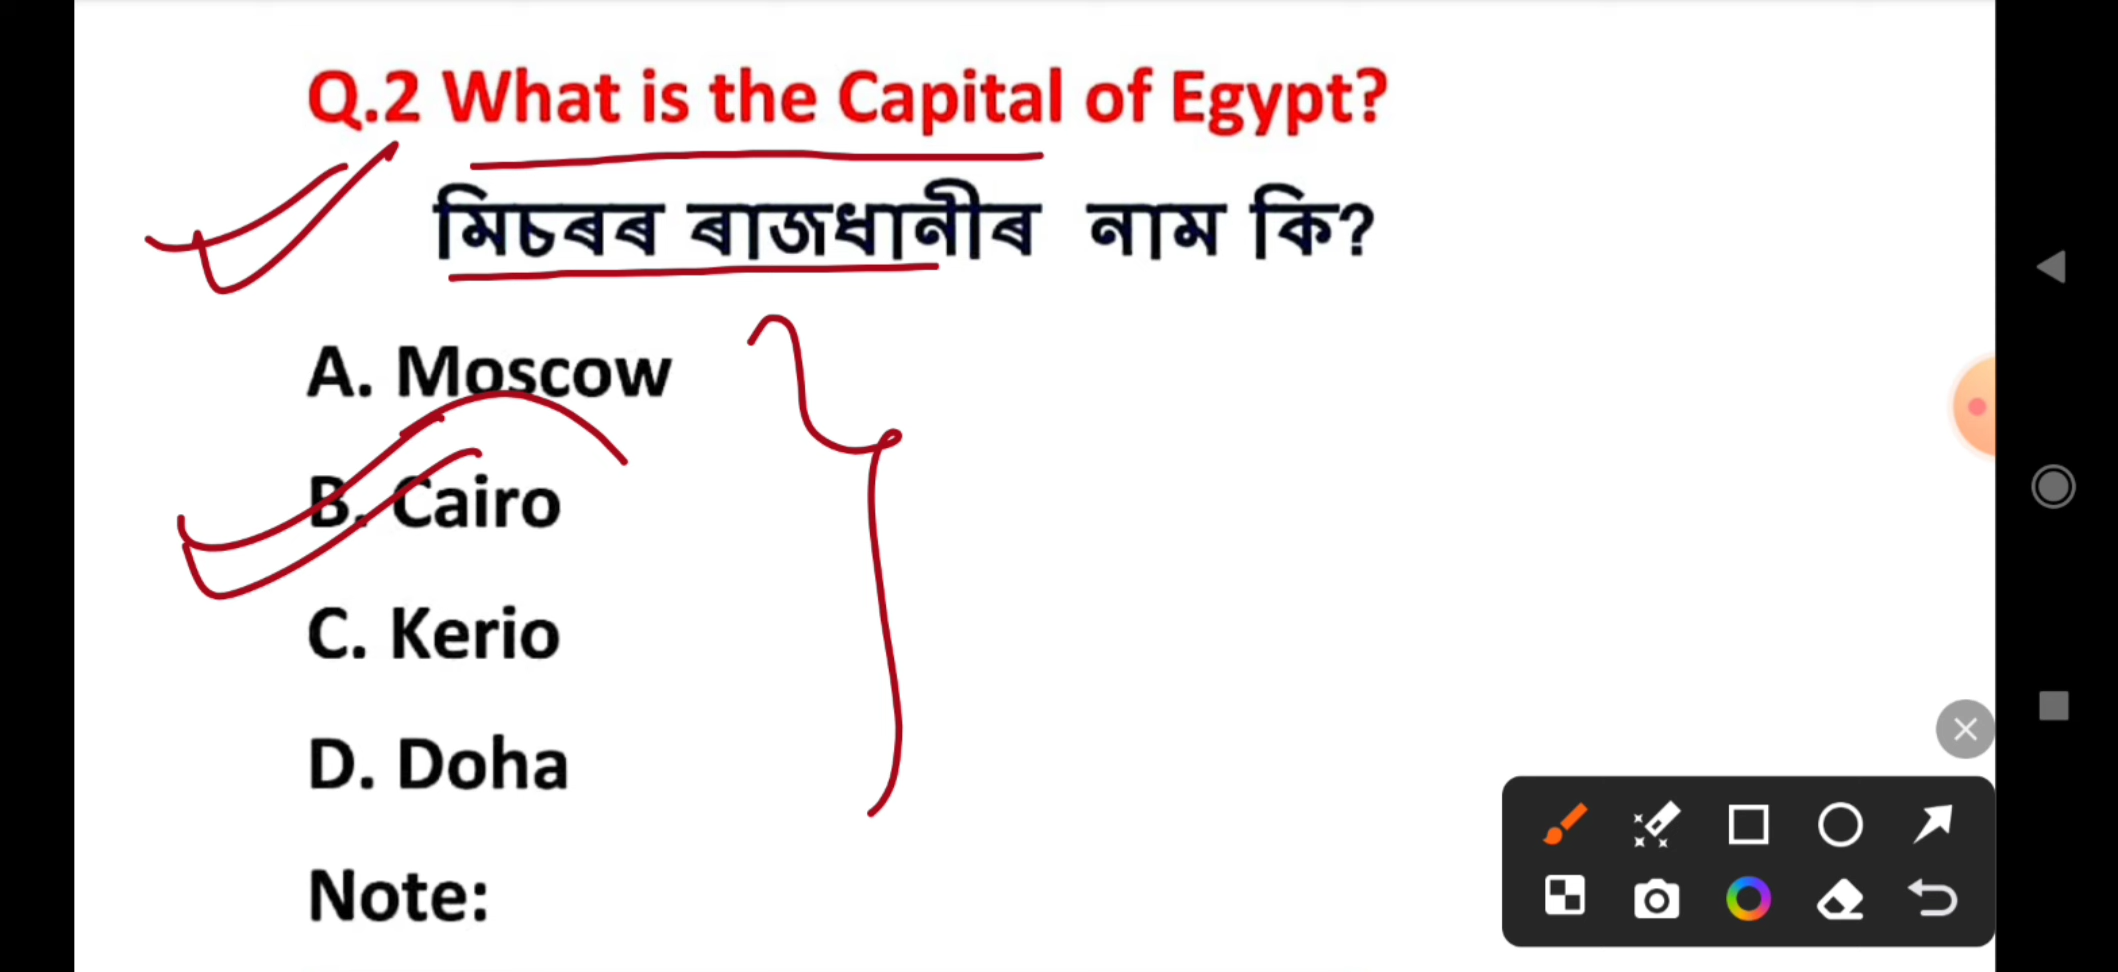 Q.2 What is the Capital of Egypt?
মিচৰৰ ৰাজধানীৰ নাম কি?
A. Moscow
B. Cairo
C. Kerio
D. Doha
Note: